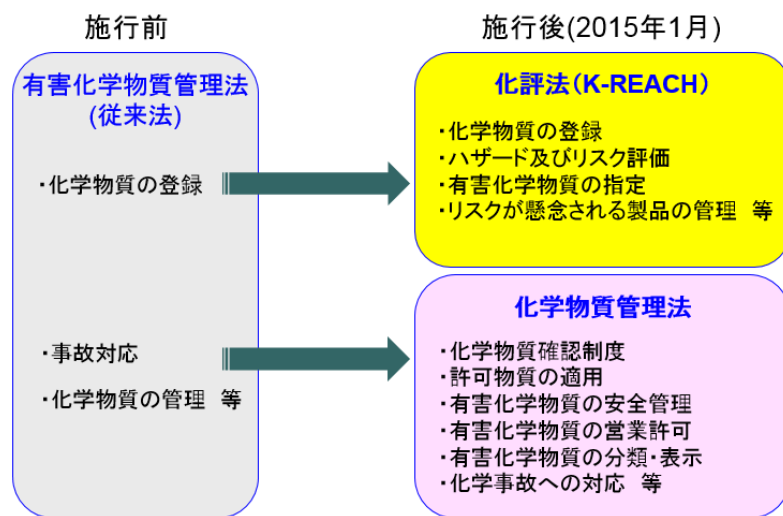 施行前
有害化学物質管理法
(従来法)
・化学物質の登録
・事故対応
・化学物質の管理 等
施行後(2015年1月)
化評法(K-REACH)
・化学物質の登録
・ハザード及びリスク評価
・有害化学物質の指定
・リスクが懸念される製品の管理 等
化学物質管理法
・化学物質確認制度
・許可物質の適用
・有害化学物質の安全管理
・有害化学物質の営業許可
・有害化学物質の分類・表示
・化学事故への対応 等